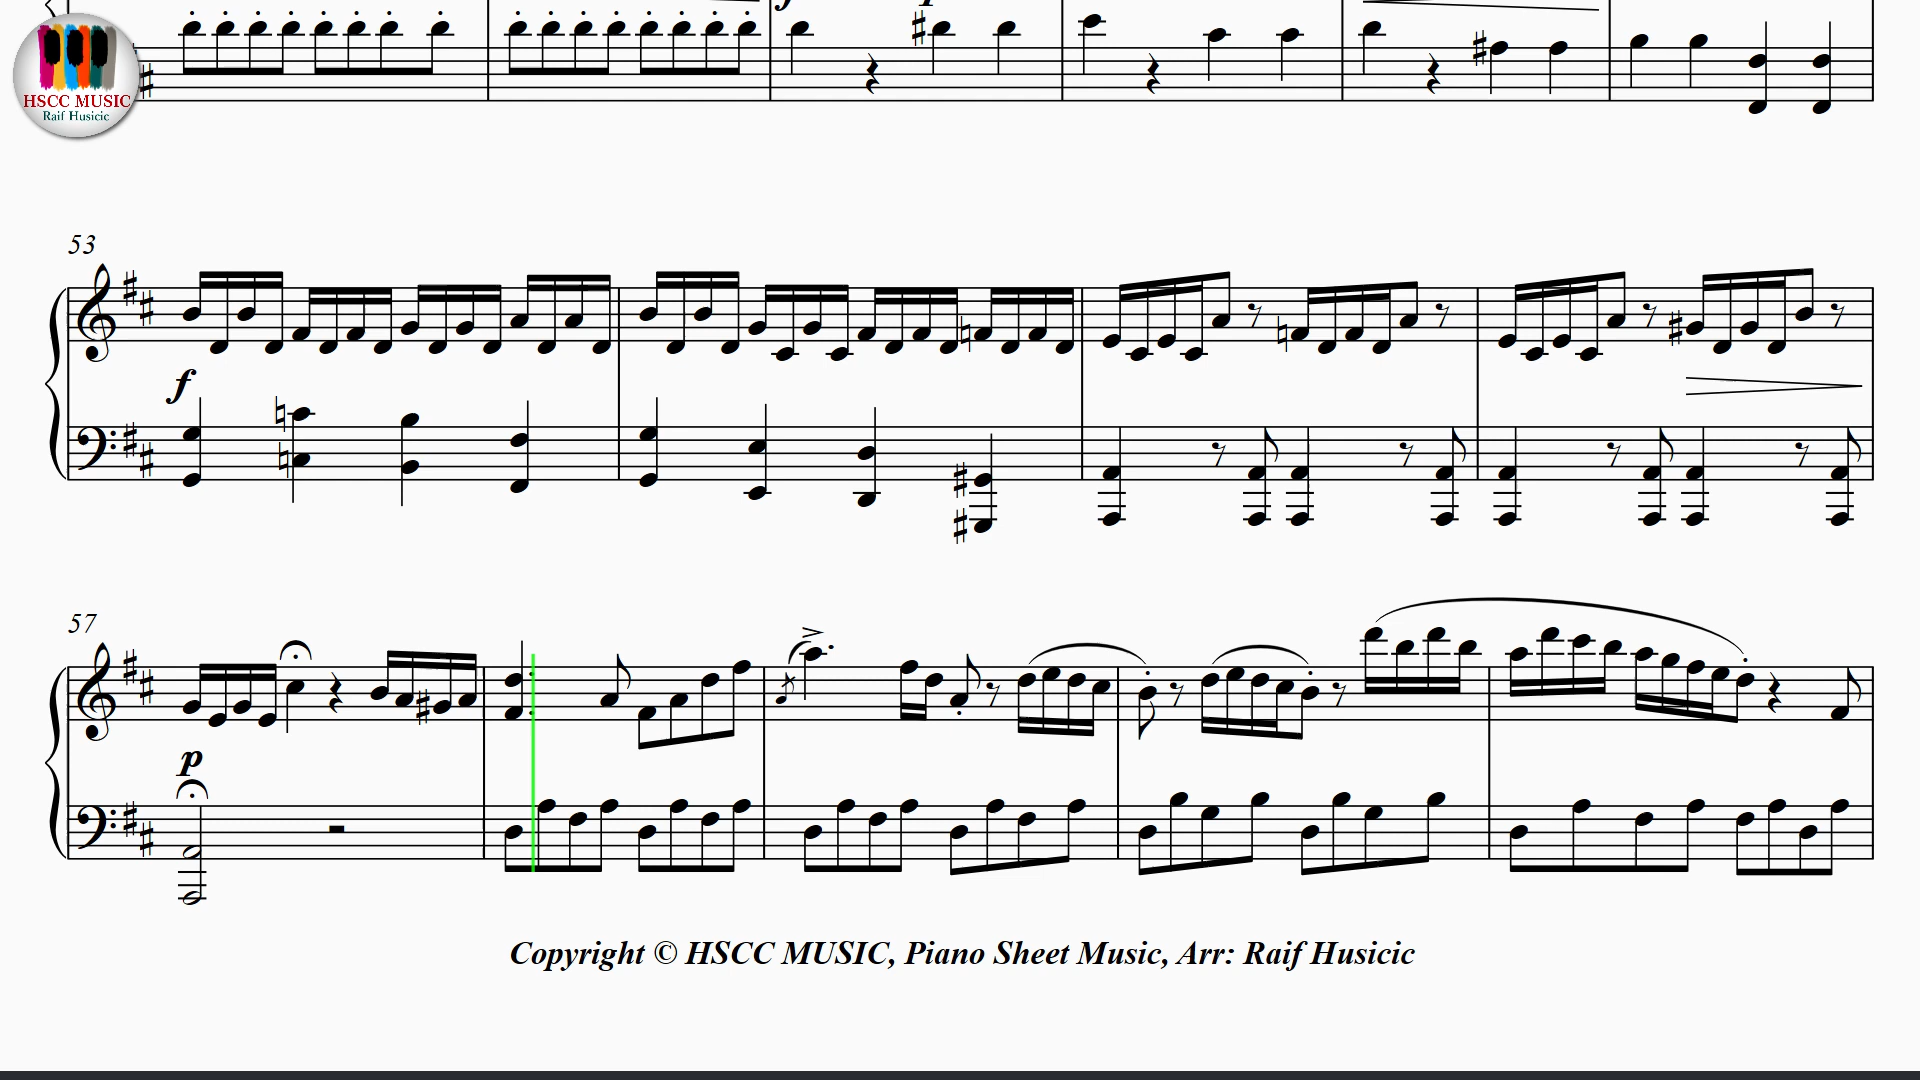 HSCC MUSIC
Raif Husicic
53
f
57
p
Copyright © HSCC MUSIC, Piano Sheet Music, Arr: Raif Husicic